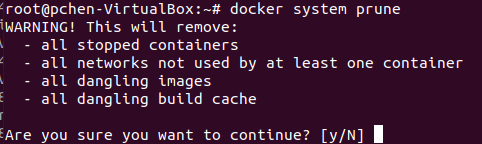 root@pchen-VirtualBox:~# docker system prune
WARNING! This will remove:
  - all stopped containers
  - all networks not used by at least one container
  - all dangling images
  - all dangling build cache

Are you sure you want to continue? [y/N]